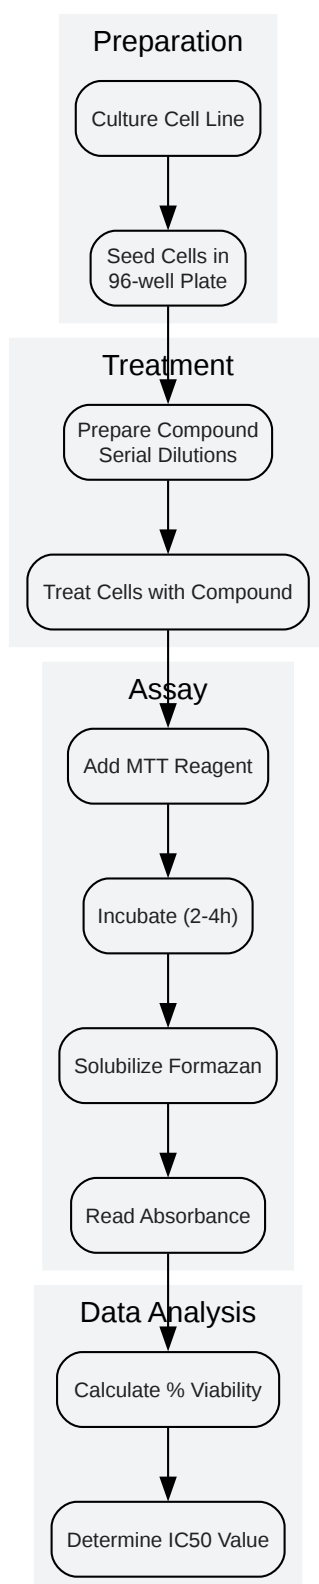 Preparation
Culture Cell Line
Seed Cells in
96-well Plate
Treatment
Prepare Compound
Serial Dilutions
Treat Cells with Compound
Assay
Add MTT Reagent
Incubate (2-4h)
Solubilize Formazan
Read Absorbance
Data Analysis
Calculate % Viability
Determine IC50 Value